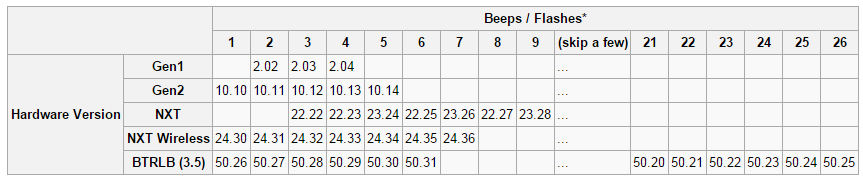 Beeps / Flashes*
1 2 3 4 5 6 7 8 9 (skip a few) 21 22 23 24 25 26
Hardware Version
Gen1 2.02 2.03 2.04 ...
Gen2 10.10 10.11 10.12 10.13 10.14 ...
NXT 22.22 22.23 23.24 22.25 23.26 22.27 23.28 ...
NXT Wireless 24.30 24.31 24.32 24.33 24.34 24.35 24.36 ...
BTRLB (3.5) 50.26 50.27 50.28 50.29 50.30 50.31 ... 50.20 50.21 50.22 50.23 50.24 50.25